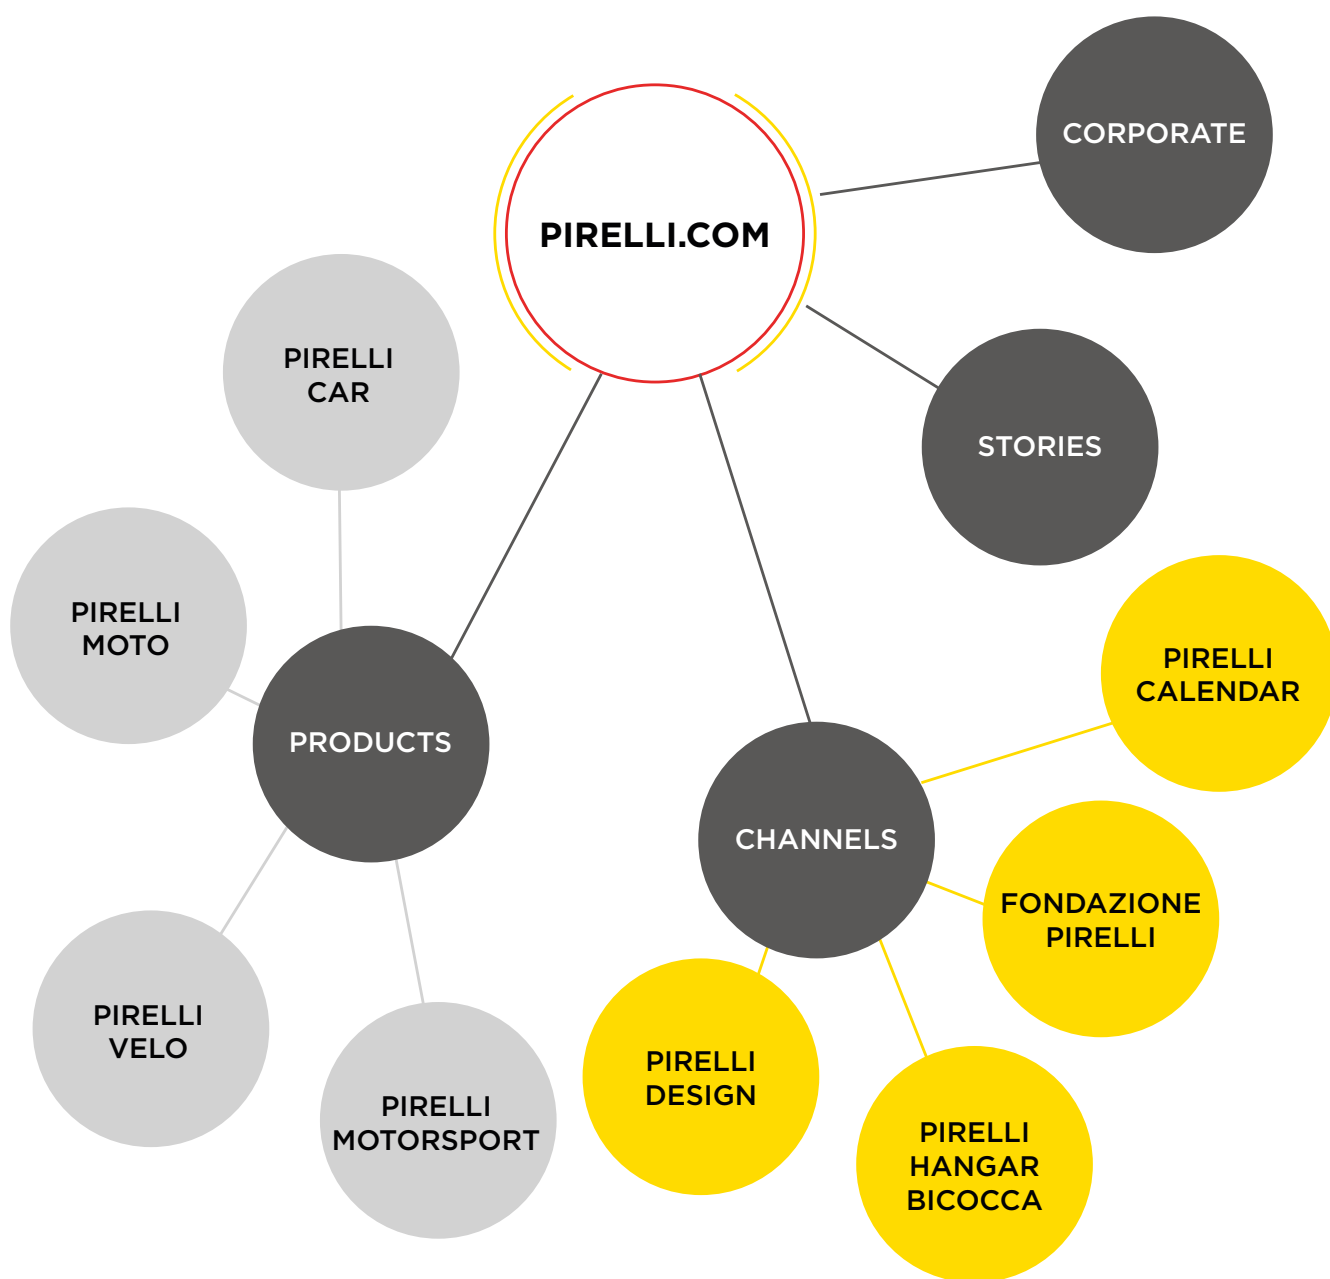 PIRELLI.COM
CORPORATE
STORIES
PRODUCTS
PIRELLI
CAR
PIRELLI
MOTO
PIRELLI
VELO
PIRELLI
MOTORSPORT
CHANNELS
PIRELLI
CALENDAR
FONDAZIONE
PIRELLI
PIRELLI
HANGAR
BICOCCA
PIRELLI
DESIGN